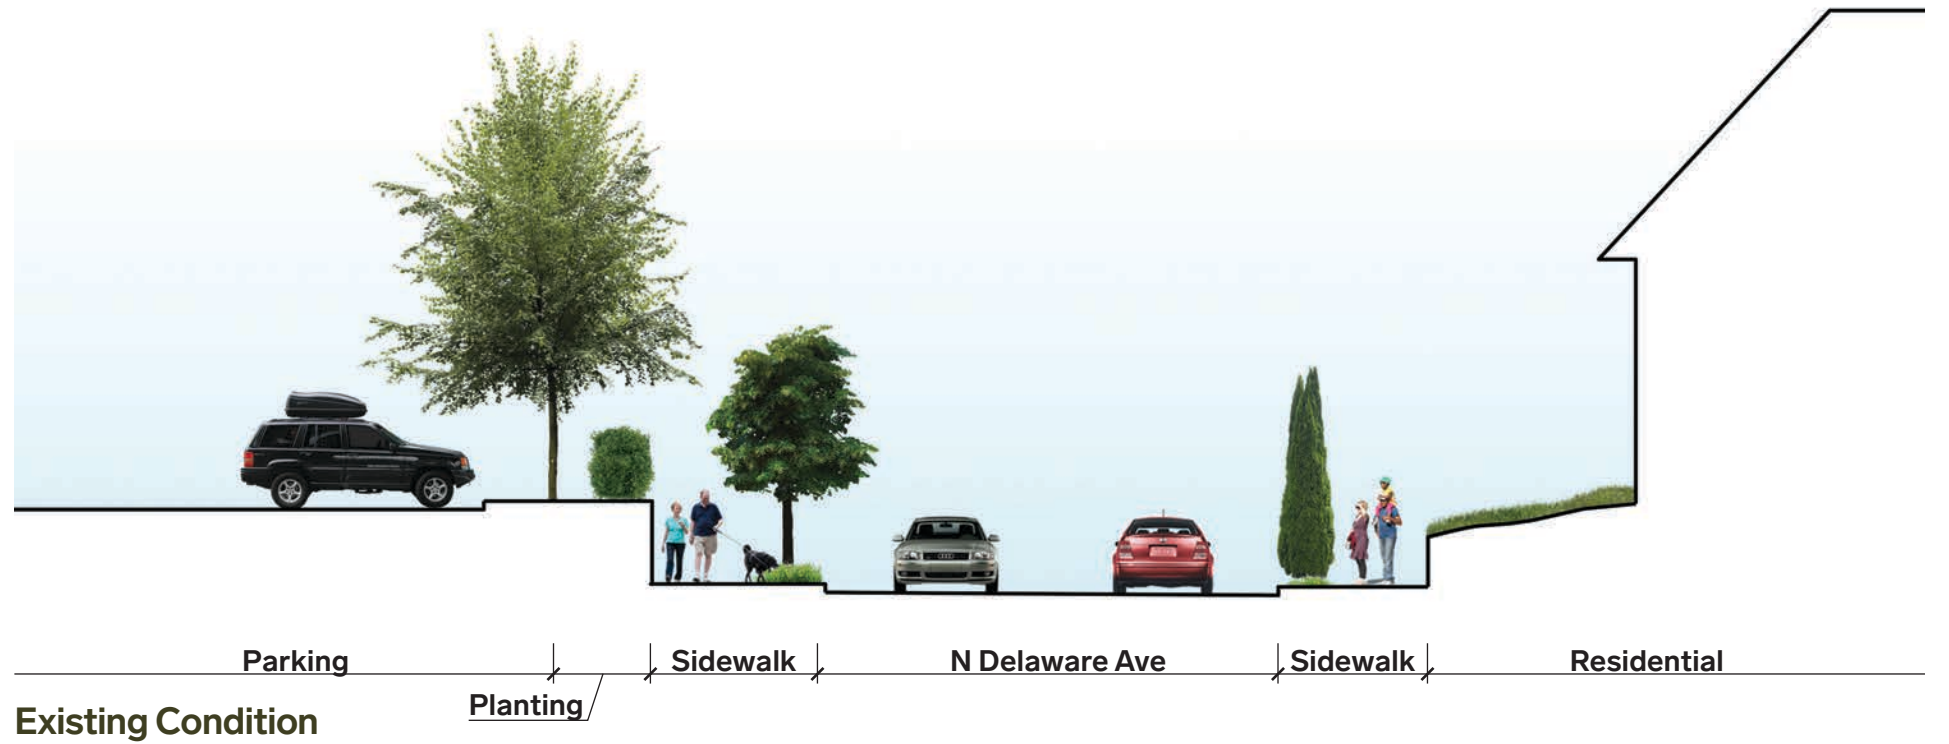 Parking
Sidewalk
N Delaware Ave
Sidewalk
Residential
Planting
Existing Condition